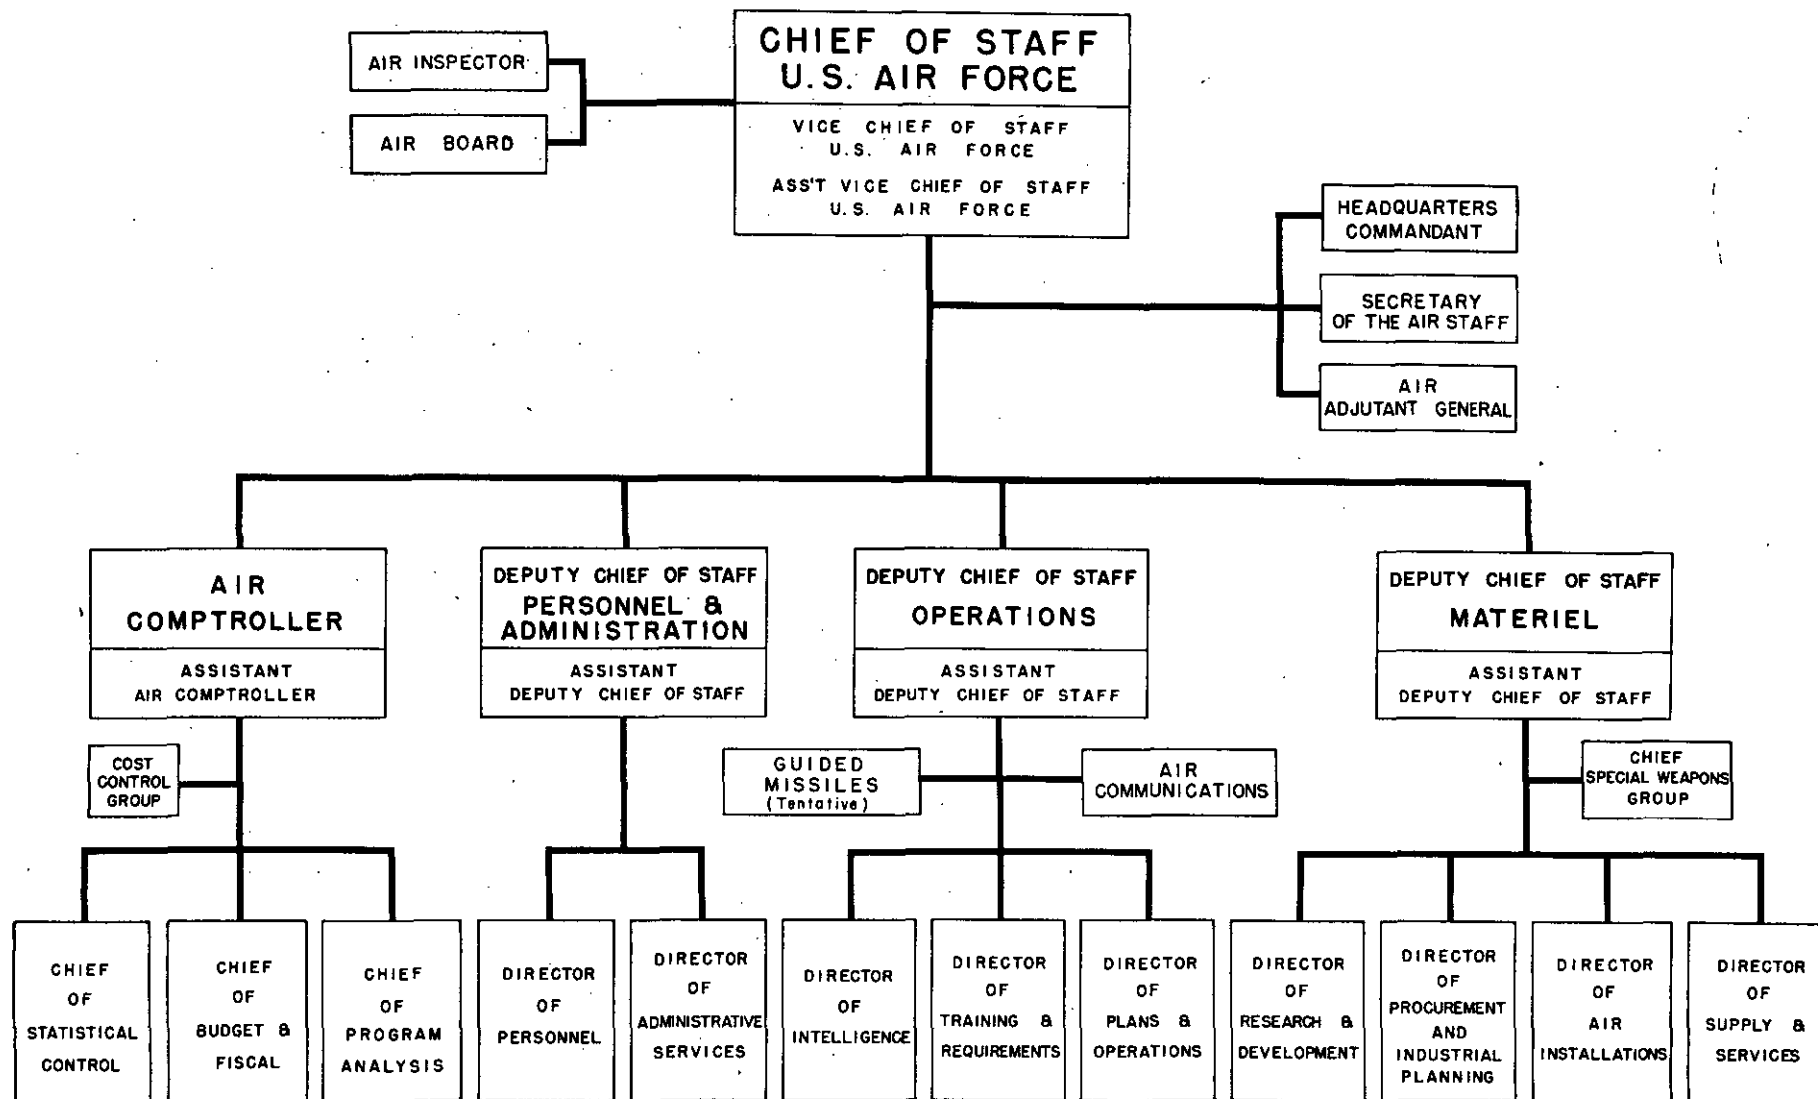 AIR INSPECTOR
AIR BOARD
CHIEF OF STAFF
U.S. AIR FORCE
VICE CHIEF OF STAFF
U.S. AIR FORCE
ASS'T VICE CHIEF OF STAFF
U.S. AIR FORCE
HEADQUARTERS
COMMANDANT
SECRETARY
OF THE AIR STAFF
AIR
ADJUTANT GENERAL
AIR
COMPTROLLER
ASSISTANT
AIR COMPTROLLER
DEPUTY CHIEF OF STAFF
PERSONNEL &
ADMINISTRATION
ASSISTANT
DEPUTY CHIEF OF STAFF
DEPUTY CHIEF OF STAFF
OPERATIONS
ASSISTANT
DEPUTY CHIEF OF STAFF
DEPUTY CHIEF OF STAFF
MATERIEL
ASSISTANT
DEPUTY CHIEF OF STAFF
COST
CONTROL
GROUP
GUIDED
MISSILES
(Tentative)
AIR
COMMUNICATIONS
CHIEF
SPECIAL WEAPONS
GROUP
CHIEF
OF
STATISTICAL
CONTROL
CHIEF
OF
BUDGET &
FISCAL
CHIEF
OF
PROGRAM
ANALYSIS
DIRECTOR
OF
PERSONNEL
DIRECTOR
OF
ADMINISTRATIVE
SERVICES
DIRECTOR
OF
INTELLIGENCE
DIRECTOR
OF
TRAINING &
REQUIREMENTS
DIRECTOR
OF
PLANS &
OPERATIONS
DIRECTOR
OF
RESEARCH &
DEVELOPMENT
DIRECTOR
OF
PROCUREMENT
AND
INDUSTRIAL
PLANNING
DIRECTOR
OF
AIR
INSTALLATIONS
DIRECTOR
OF
SUPPLY &
SERVICES